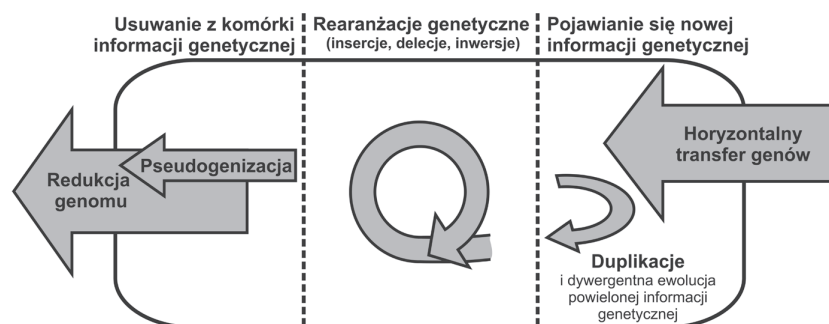 Usuwanie z komórki
informacji genetycznej
Rearanżacje genetyczne
(insercje, delecje, inwersje)
Pojawianie się nowej
informacji genetycznej
Redukcja
genomu
Pseudogenizacja
Horyzontalny
transfer genów
Duplikacje
i dywergentna ewolucja
powielonej informacji
genetycznej